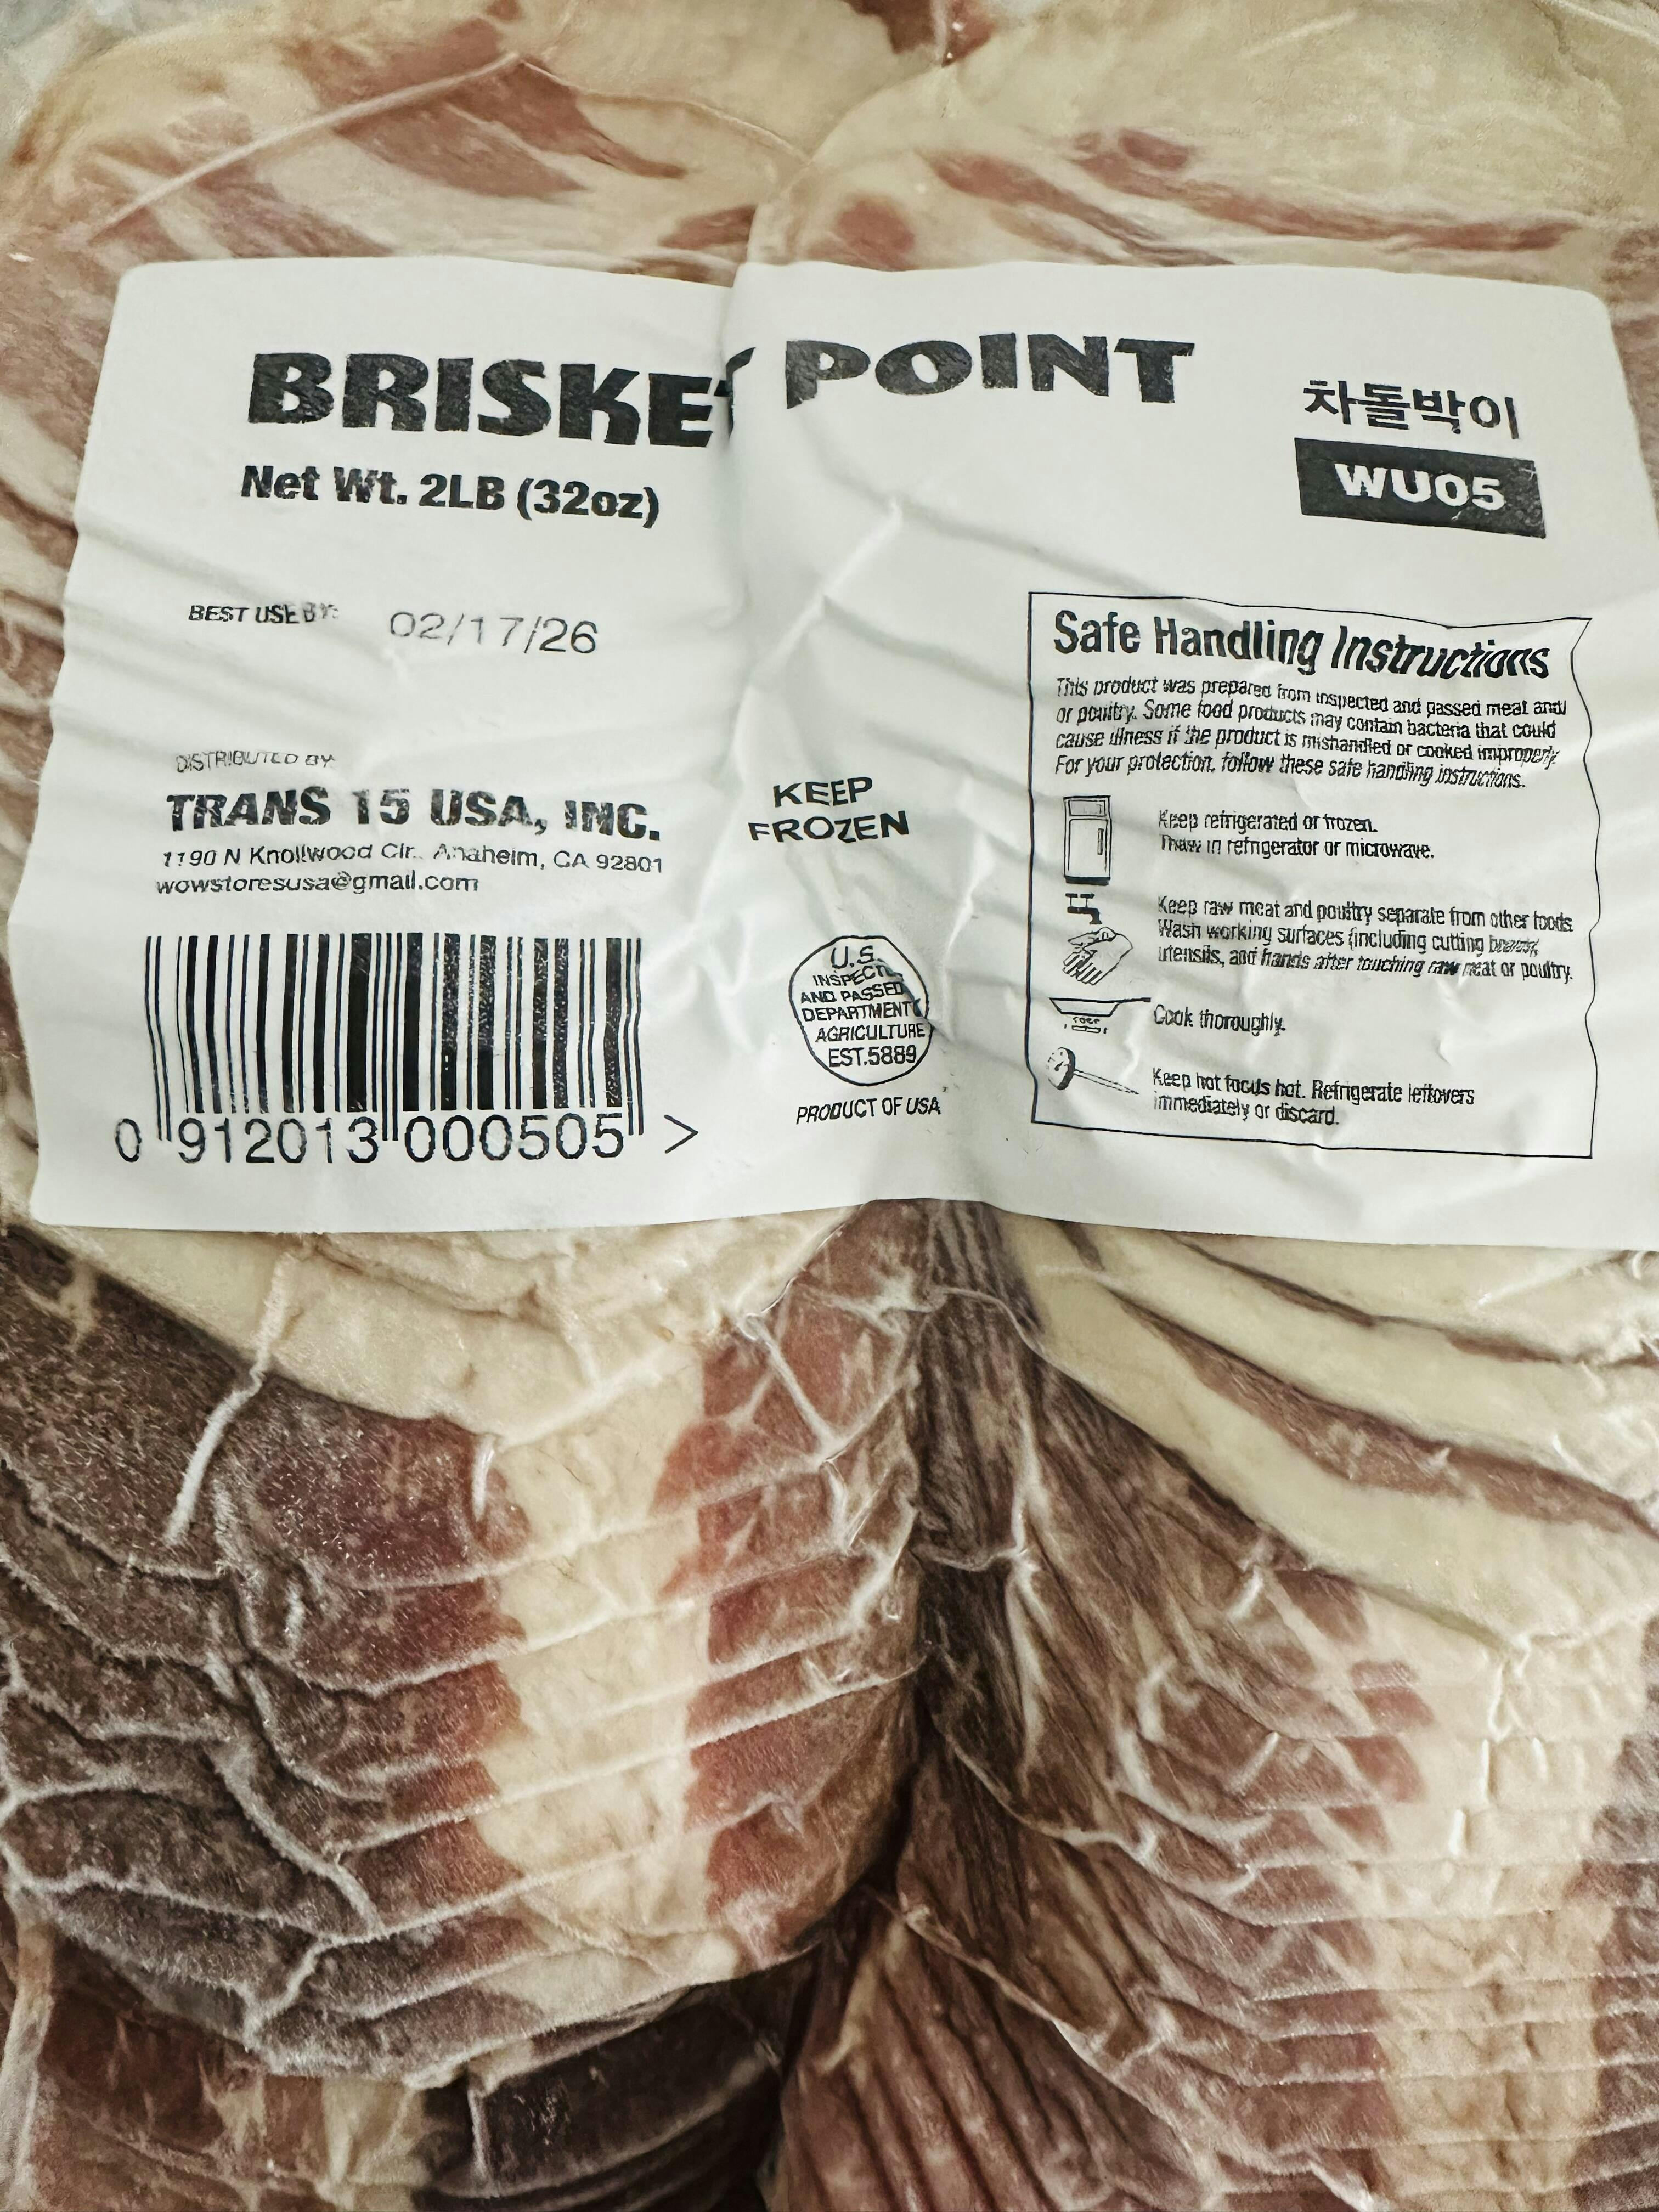 BRISKET POINT
차돌박이
WU05
Net Wt. 2LB (32oz)
BEST USE BY: 02/17/26
DISTRIBUTED BY
TRANS 15 USA, INC.
1190 N Knollwood Cir., Anaheim, CA 92801
wowstoresusa@gmail.com
0 912013 000505 >
KEEP
FROZEN
U.S.
INSPECTED
AND PASSED
DEPARTMENT
AGRICULTURE
EST.5889
PRODUCT OF USA
Safe Handling Instructions
This product was prepared from inspected and passed meat and/
or poultry. Some food products may contain bacteria that could
cause illness if the product is mishandled or cooked improperly.
For your protection, follow these safe handling instructions.
Keep refrigerated or frozen.
Thaw in refrigerator or microwave.
Keep raw meat and poultry separate from other foods.
Wash working surfaces (including cutting boards),
utensils, and hands after touching raw meat or poultry.
Cook thoroughly.
Keep hot focus hot. Refrigerate leftovers
immediately or discard.